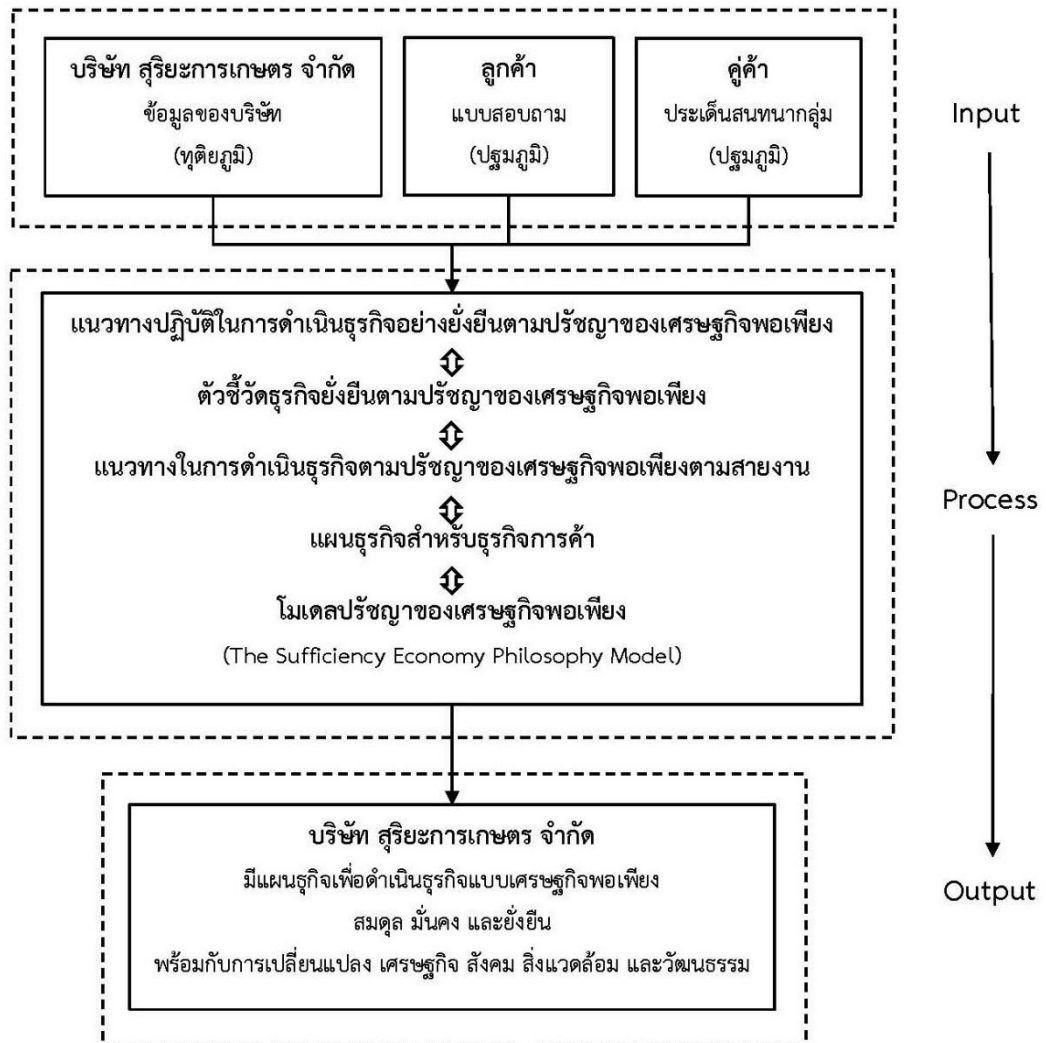 บริษัท สุริยะการเกษตร จำกัด
ข้อมูลของบริษัท
(ทุติยภูมิ)
ลูกค้า
แบบสอบถาม
(ปฐมภูมิ)
คู่ค้า
ประเด็นสนทนากลุ่ม
(ปฐมภูมิ)
Input
แนวทางปฏิบัติในการดำเนินธุรกิจอย่างยั่งยืนตามปรัชญาของเศรษฐกิจพอเพียง
ตัวชี้วัดธุรกิจยั่งยืนตามปรัชญาของเศรษฐกิจพอเพียง
แนวทางในการดำเนินธุรกิจตามปรัชญาของเศรษฐกิจพอเพียงตามสายงาน
แผนธุรกิจสำหรับธุรกิจการค้า
โมเดลปรัชญาของเศรษฐกิจพอเพียง
(The Sufficiency Economy Philosophy Model)
Process
บริษัท สุริยะการเกษตร จำกัด
มีแผนธุกิจเพื่อดำเนินธุรกิจแบบเศรษฐกิจพอเพียง
สมดุล มั่นคง และยั่งยืน
พร้อมกับการเปลี่ยนแปลง เศรษฐกิจ สังคม สิ่งแวดล้อม และวัฒนธรรม
Output